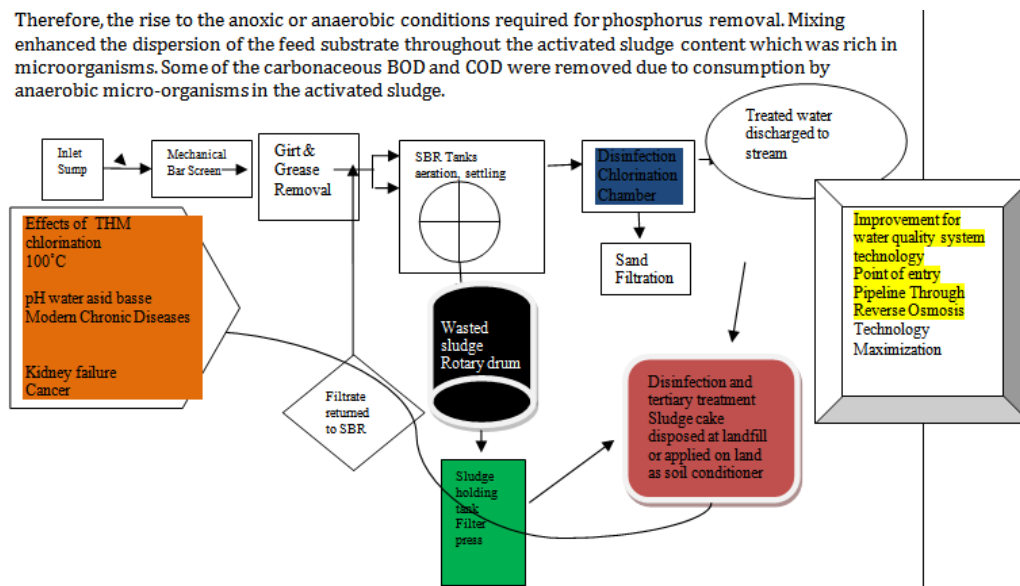 Therefore, the rise to the anoxic or anaerobic conditions required for phosphorus removal. Mixing
enhanced the dispersion of the feed substrate throughout the activated sludge content which was rich in
microorganisms. Some of the carbonaceous BOD and COD were removed due to consumption by
anaerobic micro-organisms in the activated sludge.
Inlet
Sump
Mechanical
Bar Screen
Girt &
Grease
Removal
SBR Tanks
aeration, settling
Disinfection
Chlorination
Chamber
Treated water
discharged to
stream
Effects of THM
chlorination
100°C
pH water asid basse
Modern Chronic Diseases
Kidney failure
Cancer
Sand
Filtration
Improvement for
water quality system
technology
Point of entry
Pipeline Through
Reverse Osmosis
Technology
Maximization
Wasted
sludge
Rotary drum
Filtrate
returned
to SBR
Disinfection and
tertiary treatment
Sludge cake
disposed at landfill
or applied on land
as soil conditioner
Sludge
holding
tank
Filter
press